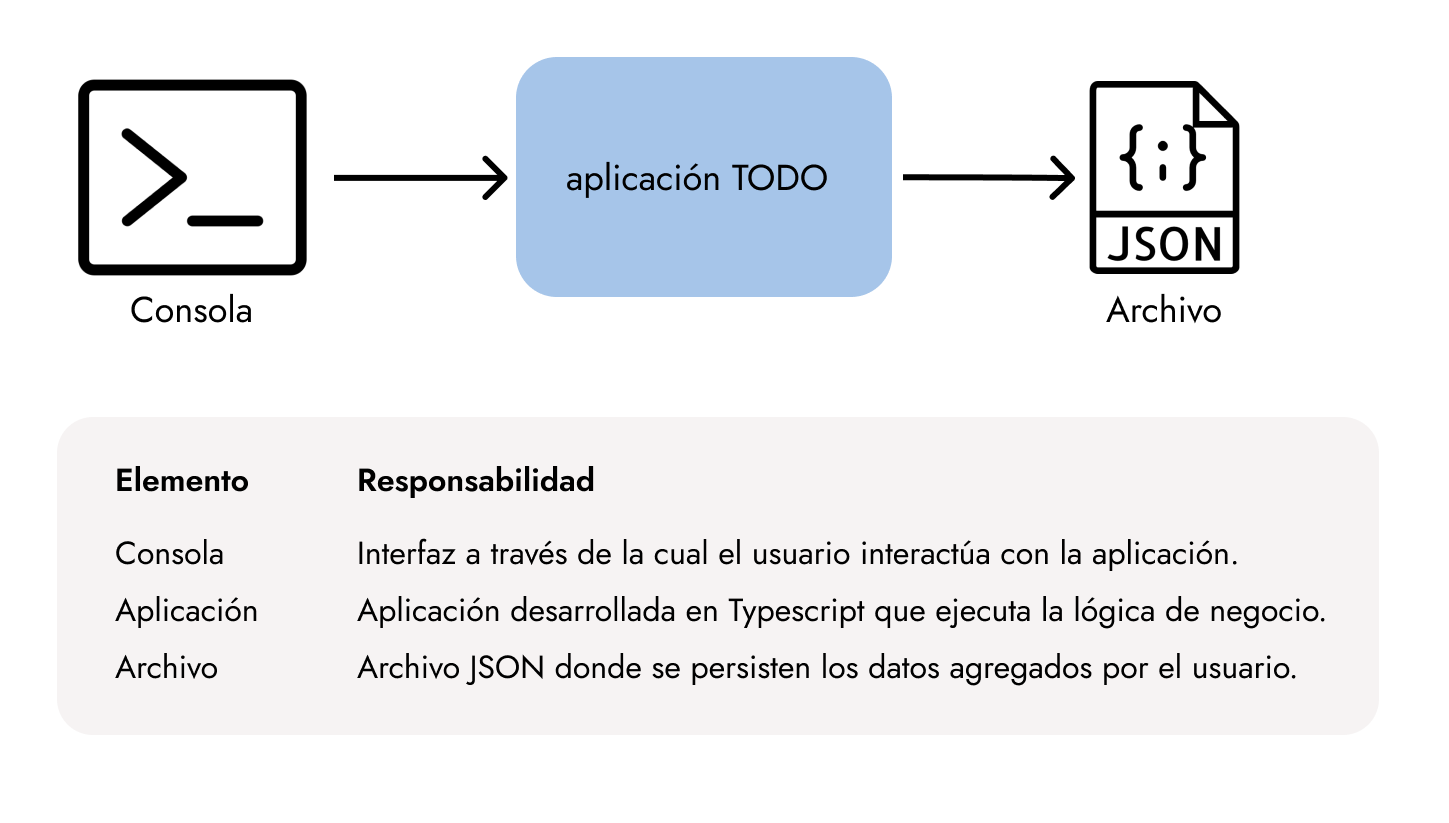 aplicación TODO
JSON
Consola
Archivo
Elemento Responsabilidad
Consola Interfaz a través de la cual el usuario interactúa con la aplicación.
Aplicación Aplicación desarrollada en Typescript que ejecuta la lógica de negocio.
Archivo Archivo JSON donde se persisten los datos agregados por el usuario.